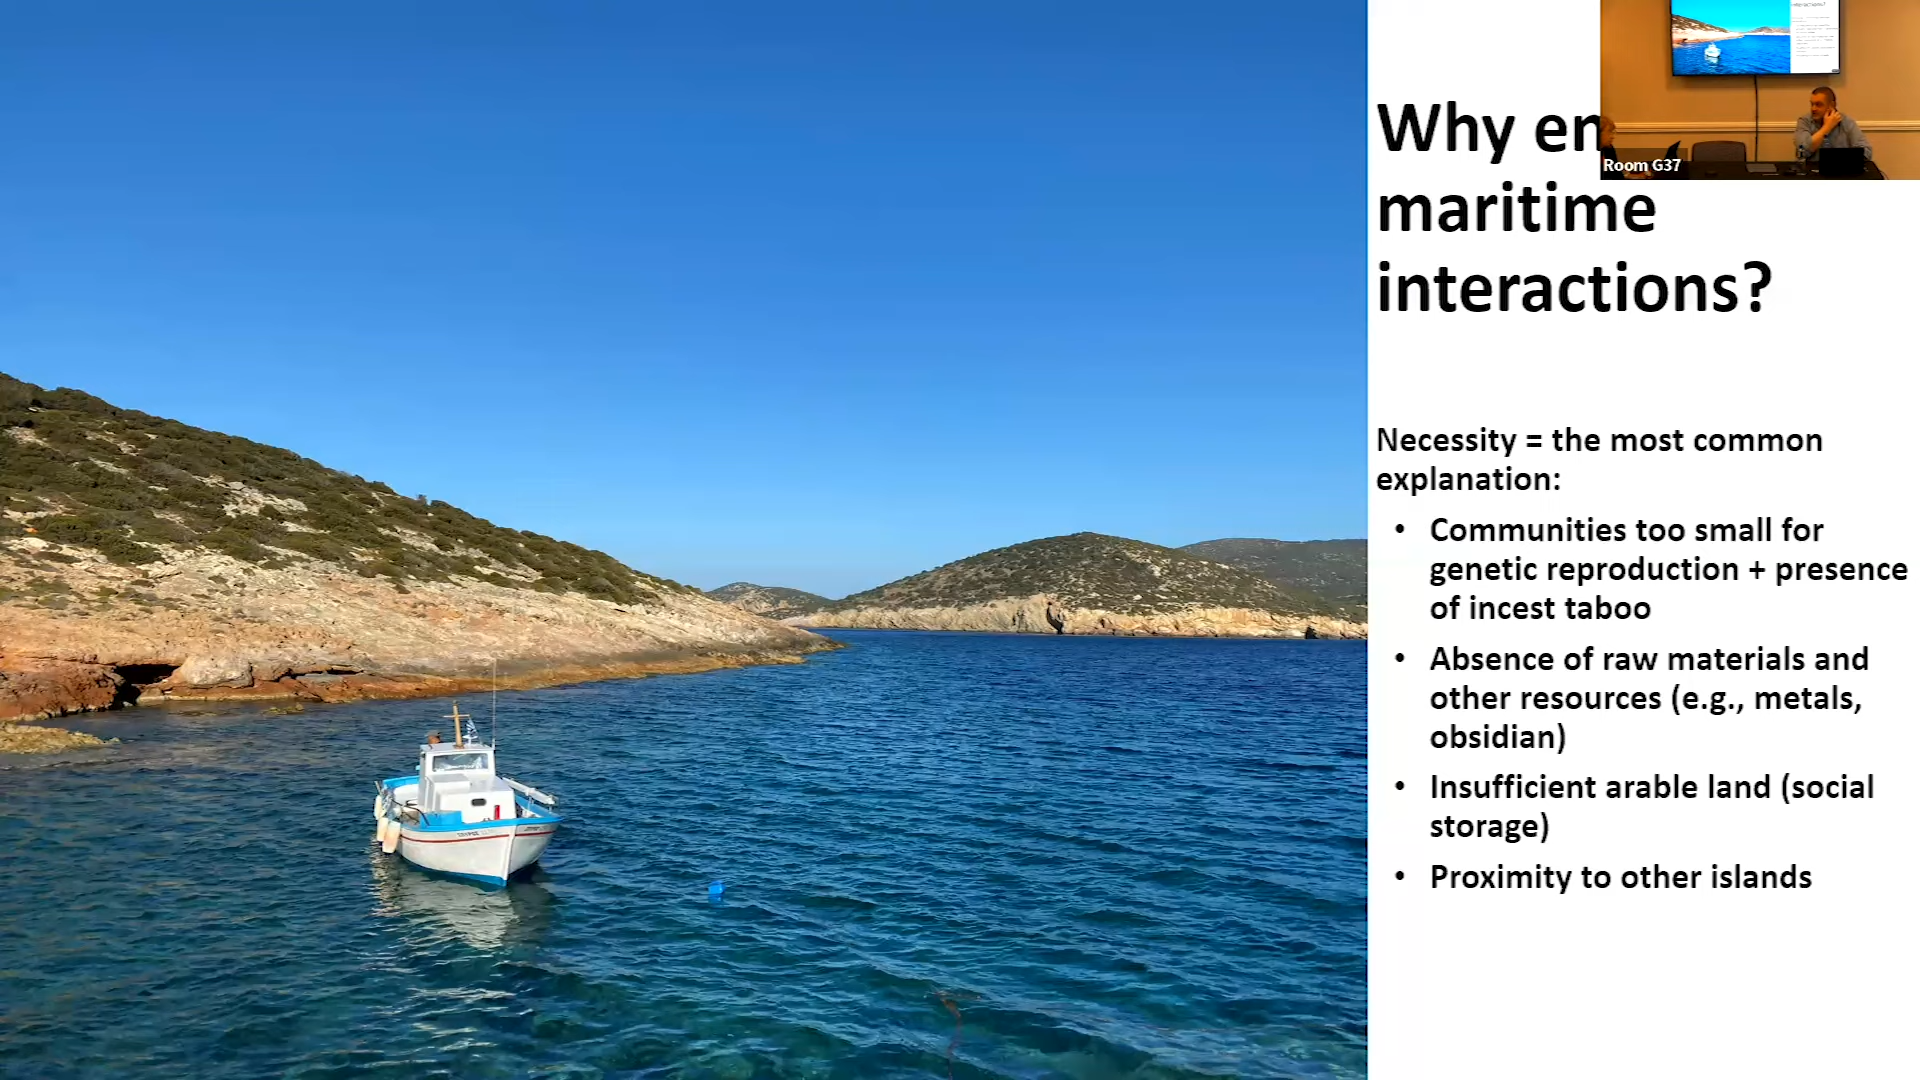 Why en
maritime
interactions?
Room G37
Necessity = the most common
explanation:
• Communities too small for
genetic reproduction + presence
of incest taboo
• Absence of raw materials and
other resources (e.g., metals,
obsidian)
• Insufficient arable land (social
storage)
• Proximity to other islands